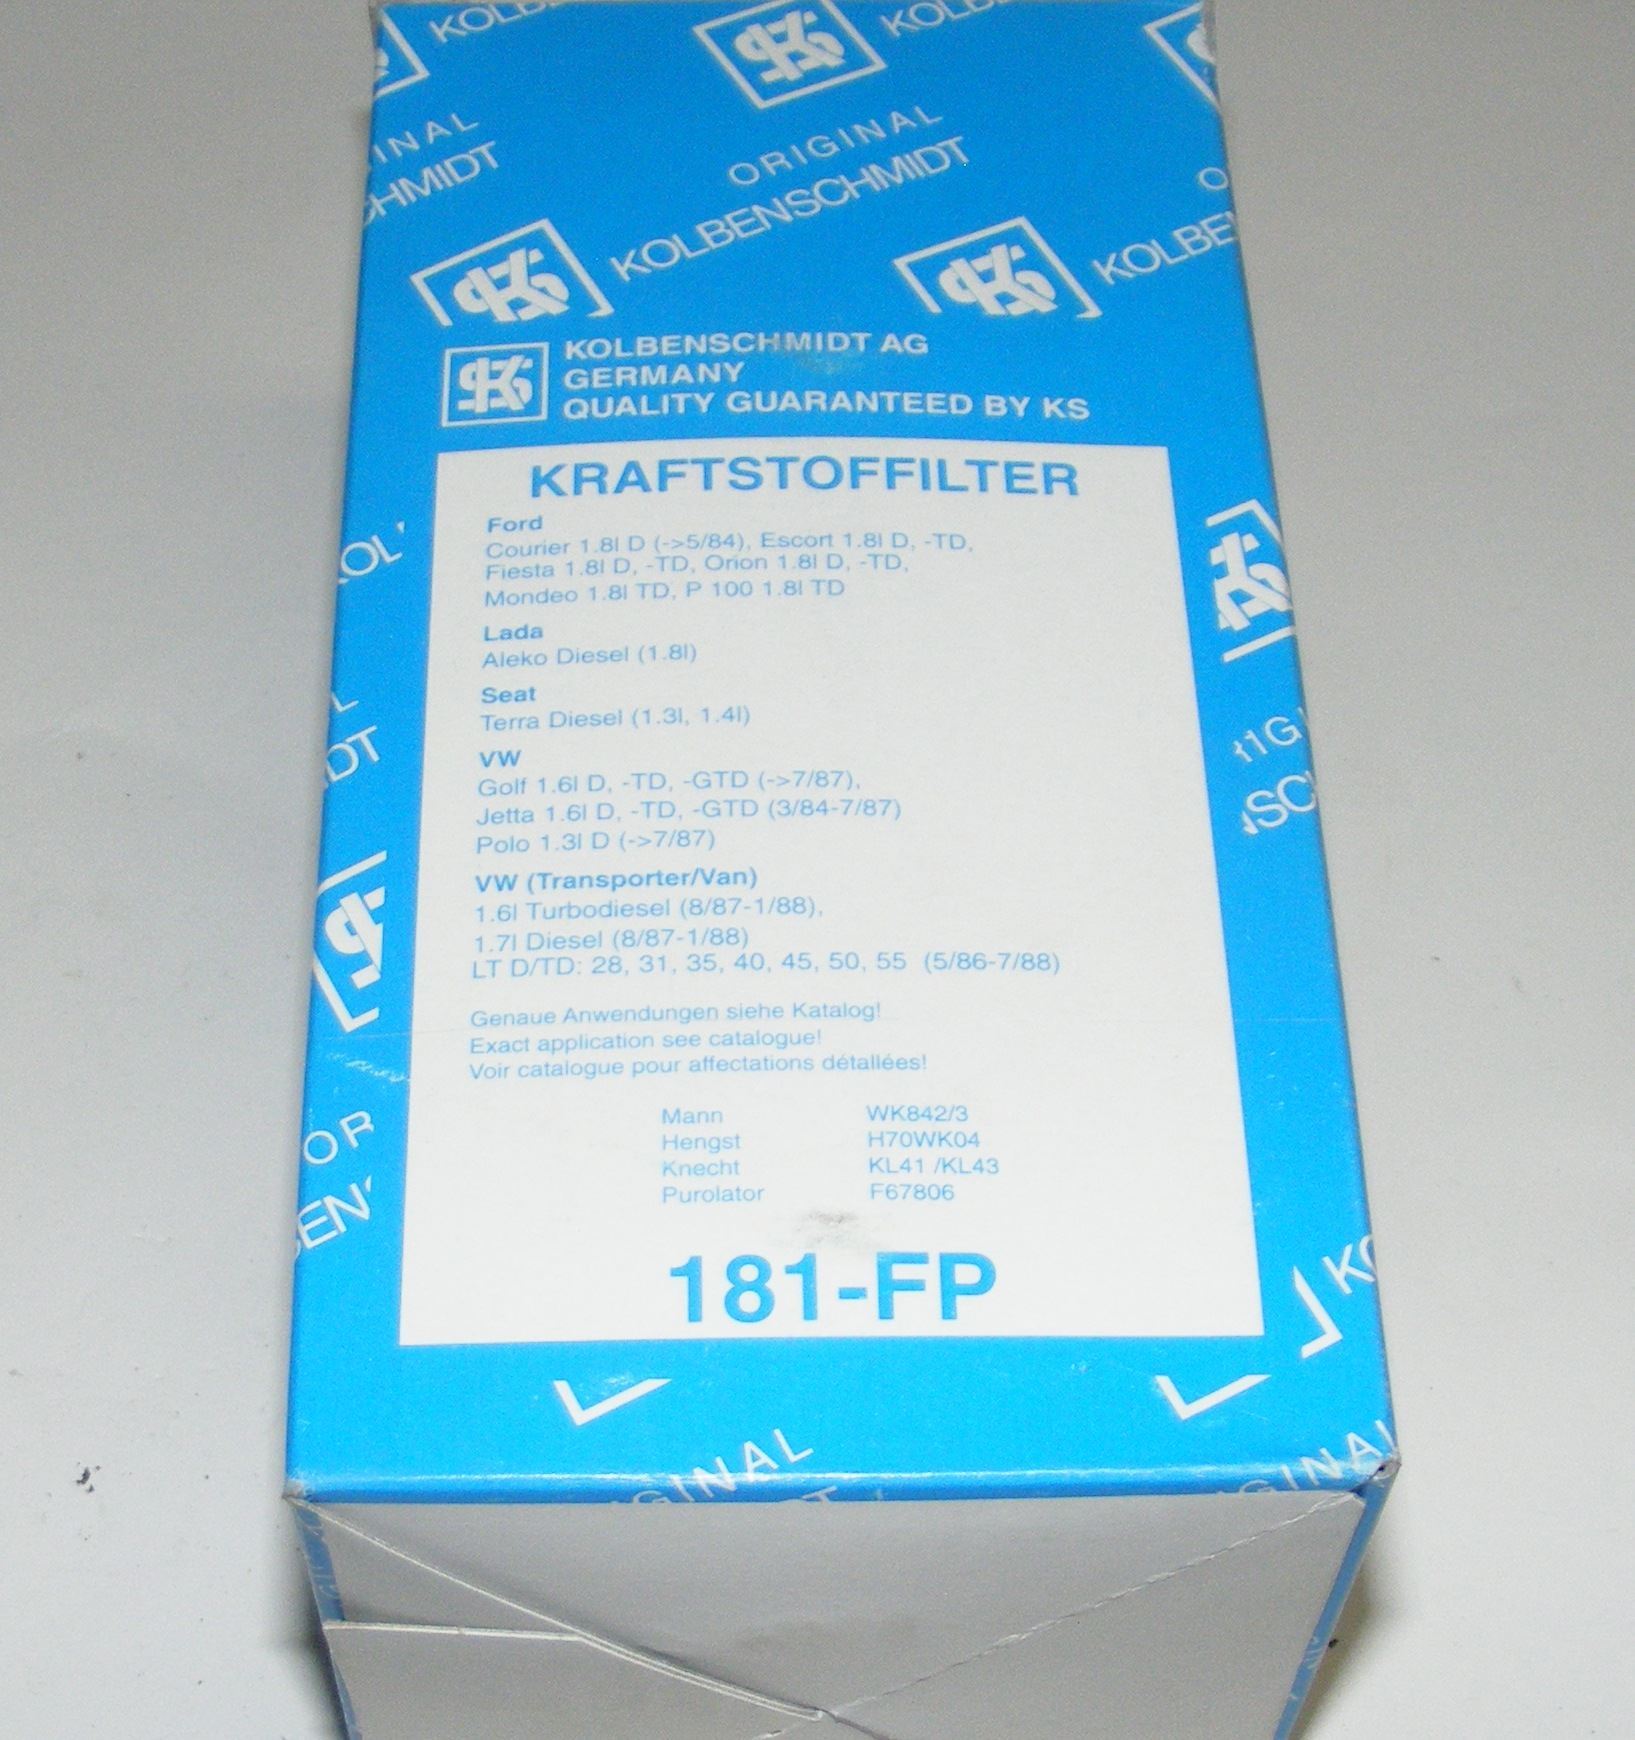 KOLBENSCHMIDT
ORIGINAL
KOLBENSCHMIDT
KS KOLBENSCHMIDT AG
GERMANY
QUALITY GUARANTEED BY KS
KRAFTSTOFFILTER
Ford
Courier 1.8l D (->5/84), Escort 1.8l D, -TD,
Fiesta 1.8l D, -TD, Orion 1.8l D, -TD,
Mondeo 1.8l TD, P 100 1.8l TD
Lada
Aleko Diesel (1.8l)
Seat
Terra Diesel (1.3l, 1.4l)
VW
Golf 1.6l D, -TD, -GTD (->7/87),
Jetta 1.6l D, -TD, -GTD (3/84-7/87)
Polo 1.3l D (->7/87)
VW (Transporter/Van)
1.6l Turbodiesel (8/87-1/88),
1.7l Diesel (8/87-1/88)
LT D/TD: 28, 31, 35, 40, 45, 50, 55 (5/86-7/88)
Genaue Anwendungen siehe Katalog!
Exact application see catalogue!
Voir catalogue pour affectations détallées!
Mann WK842/3
Hengst H70WK04
Knecht KL41 /KL43
Purolator F67806
181-FP